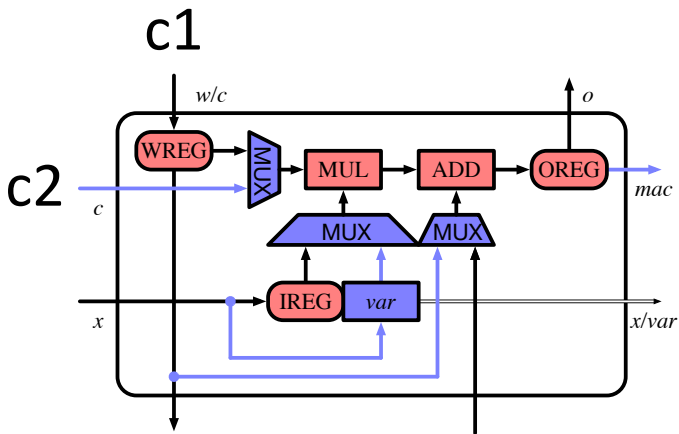 c1
w/c
o
WREG
MUX
MUL
ADD
OREG
c2
c
mac
MUX
MUX
IREG
var
x
x/var